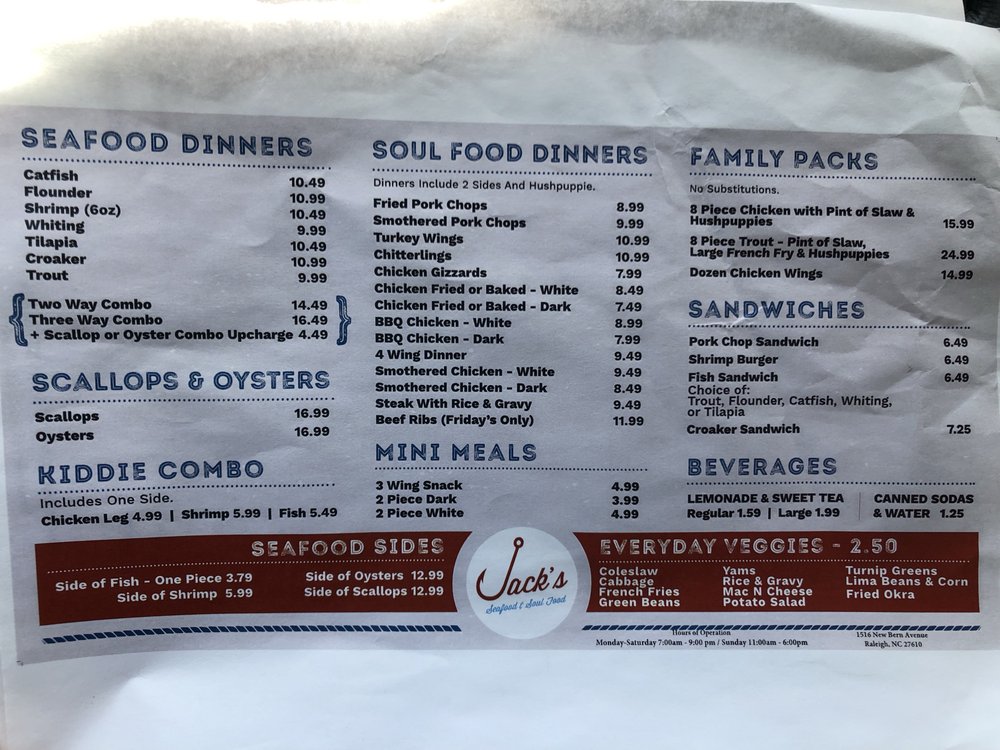 SEAFOOD DINNERS
Catfish 10.49
Flounder 10.99
Shrimp (6oz) 10.49
Whiting 9.99
Tilapia 10.49
Croaker 10.99
Trout 9.99
{ Two Way Combo 14.49 }
Three Way Combo 16.49
+ Scallop or Oyster Combo Upcharge 4.49
SCALLOPS & OYSTERS
Scallops 16.99
Oysters 16.99
KIDDIE COMBO
Includes One Side.
Chicken Leg 4.99 | Shrimp 5.99 | Fish 5.49
SOUL FOOD DINNERS
Dinners Include 2 Sides And Hushpuppie.
Fried Pork Chops 8.99
Smothered Pork Chops 9.99
Turkey Wings 10.99
Chitterlings 10.99
Chicken Gizzards 7.99
Chicken Fried or Baked - White 8.49
Chicken Fried or Baked - Dark 7.49
BBQ Chicken - White 8.99
BBQ Chicken - Dark 7.99
4 Wing Dinner 9.49
Smothered Chicken - White 9.49
Smothered Chicken - Dark 8.49
Steak With Rice & Gravy 9.49
Beef Ribs (Friday's Only) 11.99
MINI MEALS
3 Wing Snack 4.99
2 Piece Dark 3.99
2 Piece White 4.99
FAMILY PACKS
No Substitutions.
8 Piece Chicken with Pint of Slaw &
Hushpuppies 15.99
8 Piece Trout - Pint of Slaw,
Large French Fry & Hushpuppies 24.99
Dozen Chicken Wings 14.99
SANDWICHES
Pork Chop Sandwich 6.49
Shrimp Burger 6.49
Fish Sandwich 6.49
Choice of:
Trout, Flounder, Catfish, Whiting,
or Tilapia
Croaker Sandwich 7.25
BEVERAGES
LEMONADE & SWEET TEA
Regular 1.59 | Large 1.99
CANNED SODAS
& WATER 1.25
SEAFOOD SIDES
Side of Fish - One Piece 3.79
Side of Shrimp 5.99
Side of Oysters 12.99
Side of Scallops 12.99
Jack's
Seafood & Soul Food
EVERYDAY VEGGIES - 2.50
Coleslaw
Cabbage
French Fries
Green Beans
Yams
Rice & Gravy
Mac N Cheese
Potato Salad
Turnip Greens
Lima Beans & Corn
Fried Okra
Hours of Operation
Monday-Saturday 7:00am - 9:00 pm / Sunday 11:00am - 6:00pm
1516 New Bern Avenue
Raleigh, NC 27610